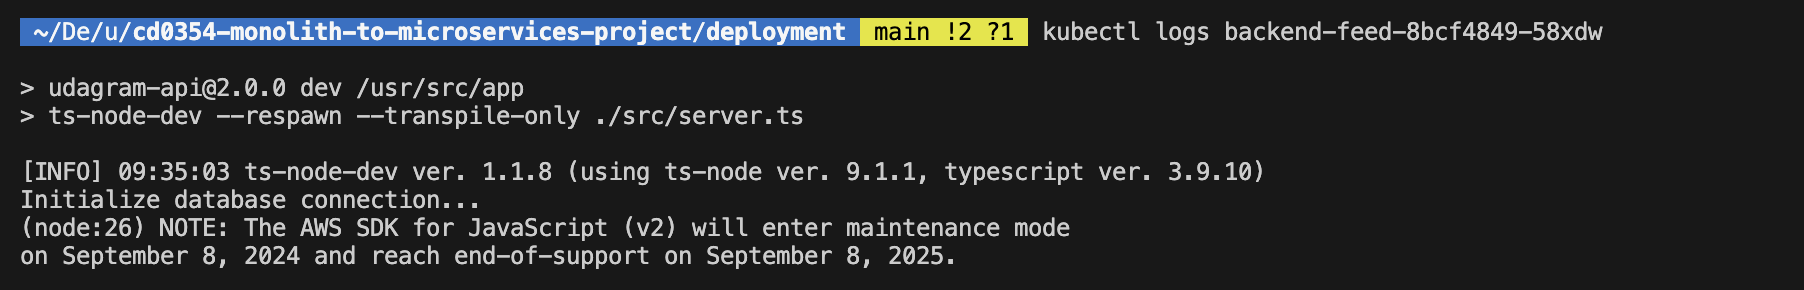 ~/De/u/cd0354-monolith-to-microservices-project/deployment main !2 ?1 kubectl logs backend-feed-8bcf4849-58xdw
> udagram-api@2.0.0 dev /usr/src/app
> ts-node-dev --respawn --transpile-only ./src/server.ts
[INFO] 09:35:03 ts-node-dev ver. 1.1.8 (using ts-node ver. 9.1.1, typescript ver. 3.9.10)
Initialize database connection...
(node:26) NOTE: The AWS SDK for JavaScript (v2) will enter maintenance mode
on September 8, 2024 and reach end-of-support on September 8, 2025.